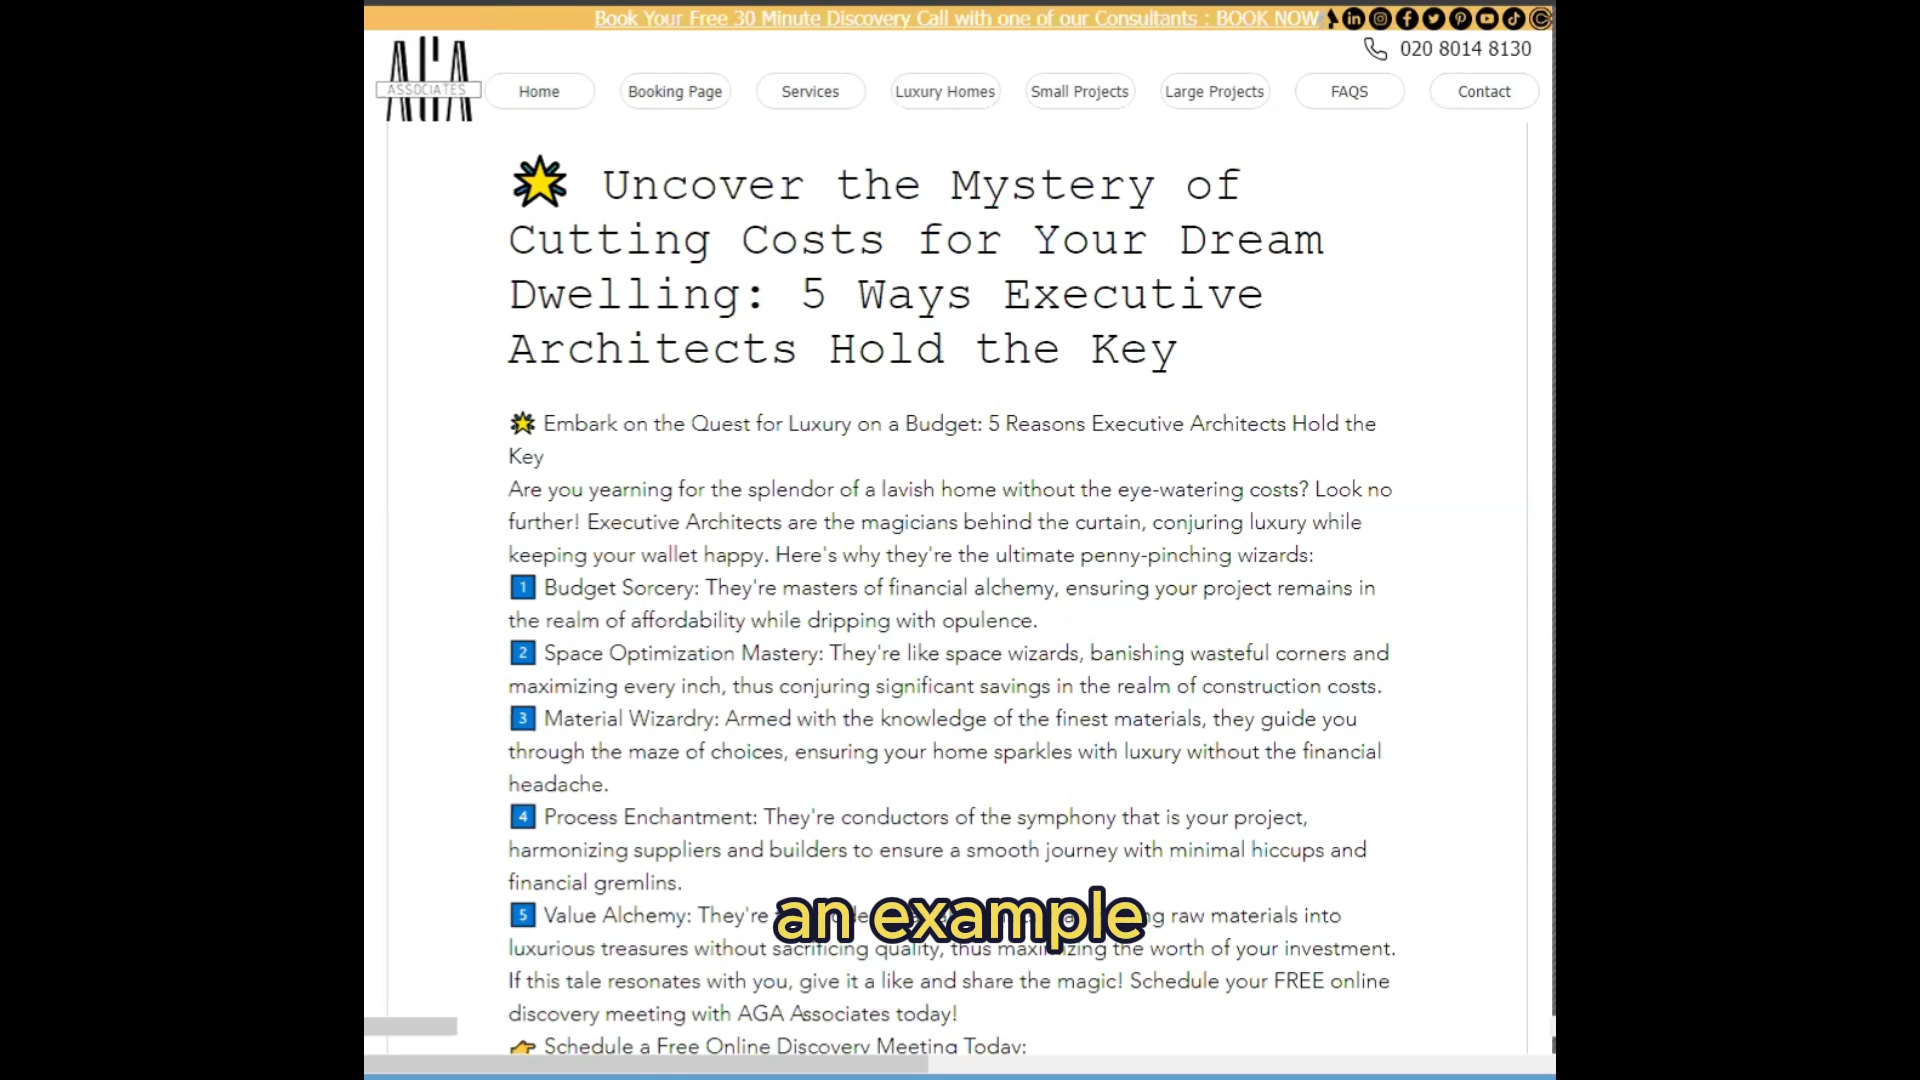 Book Your Free 30 Minute Discovery Call with one of our Consultants : BOOK NOW
020 8014 8130
AGA
ASSOCIATES
Home
Booking Page
Services
Luxury Homes
Small Projects
Large Projects
FAQS
Contact
Uncover the Mystery of
Cutting Costs for Your Dream
Dwelling: 5 Ways Executive
Architects Hold the Key
Embark on the Quest for Luxury on a Budget: 5 Reasons Executive Architects Hold the
Key
Are you yearning for the splendor of a lavish home without the eye-watering costs? Look no
further! Executive Architects are the magicians behind the curtain, conjuring luxury while
keeping your wallet happy. Here's why they're the ultimate penny-pinching wizards:
1 Budget Sorcery: They're masters of financial alchemy, ensuring your project remains in
the realm of affordability while dripping with opulence.
2 Space Optimization Mastery: They're like space wizards, banishing wasteful corners and
maximizing every inch, thus conjuring significant savings in the realm of construction costs.
3 Material Wizardry: Armed with the knowledge of the finest materials, they guide you
through the maze of choices, ensuring your home sparkles with luxury without the financial
headache.
4 Process Enchantment: They're conductors of the symphony that is your project,
harmonizing suppliers and builders to ensure a smooth journey with minimal hiccups and
financial gremlins.
5 Value Alchemy: They're raw materials into
an example
luxurious treasures without sacrificing quality, thus maximizing the worth of your investment.
If this tale resonates with you, give it a like and share the magic! Schedule your FREE online
discovery meeting with AGA Associates today!
Schedule a Free Online Discovery Meeting Today: